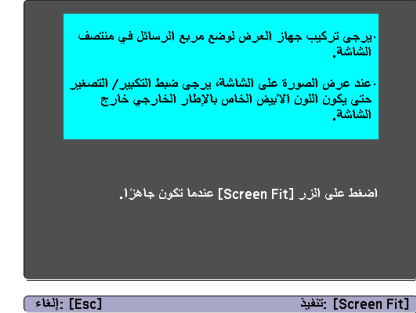 ·يرجى تركيب جهاز العرض لوضع مربع الرسائل في منتصف
الشاشة.
·عند عرض الصورة على الشاشة، يرجى ضبط التكبير/ التصغير
حتى يكون اللون الأبيض الخاص بالإطار الخارجي خارج
الشاشة.
اضغط على الزر [Screen Fit] عندما تكون جاهزًا.
[Screen Fit] :تنفيذ
[Esc] :إلغاء